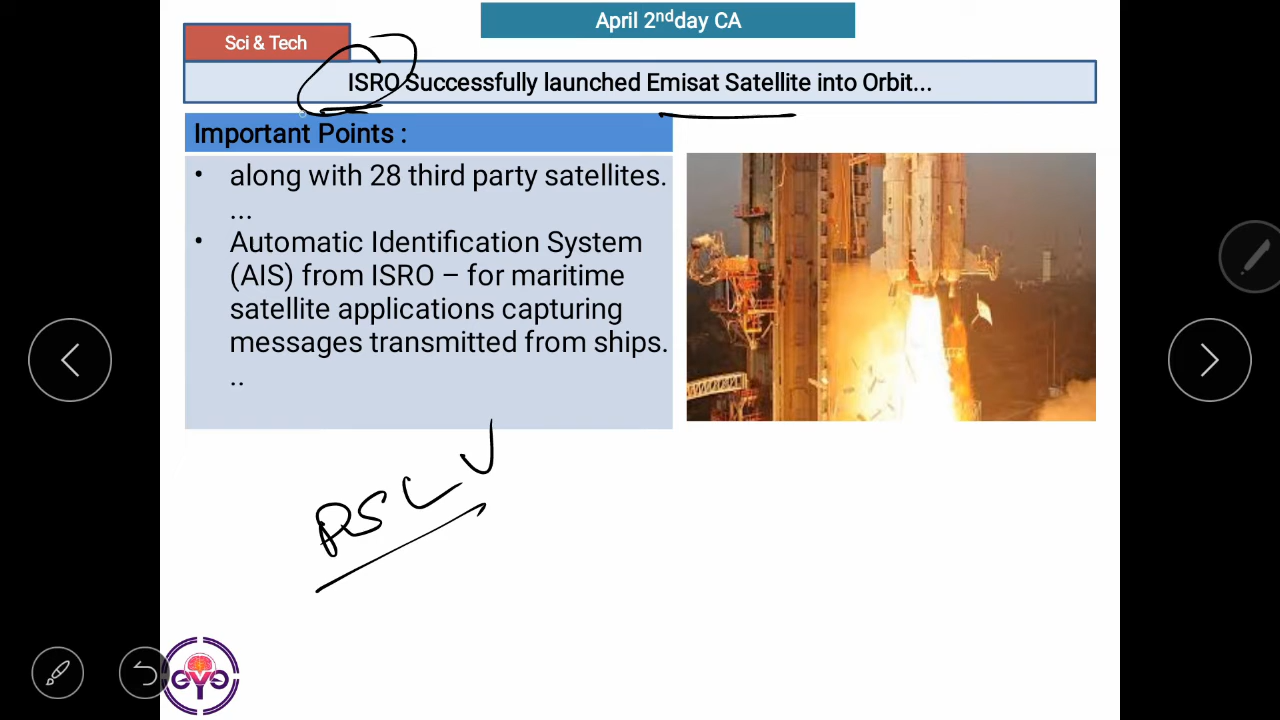 April 2nd day CA
Sci & Tech
ISRO Successfully launched Emisat Satellite into Orbit...
Important Points :
• along with 28 third party satellites.
...
• Automatic Identification System
(AIS) from ISRO – for maritime
satellite applications capturing
messages transmitted from ships.
..
PSLV